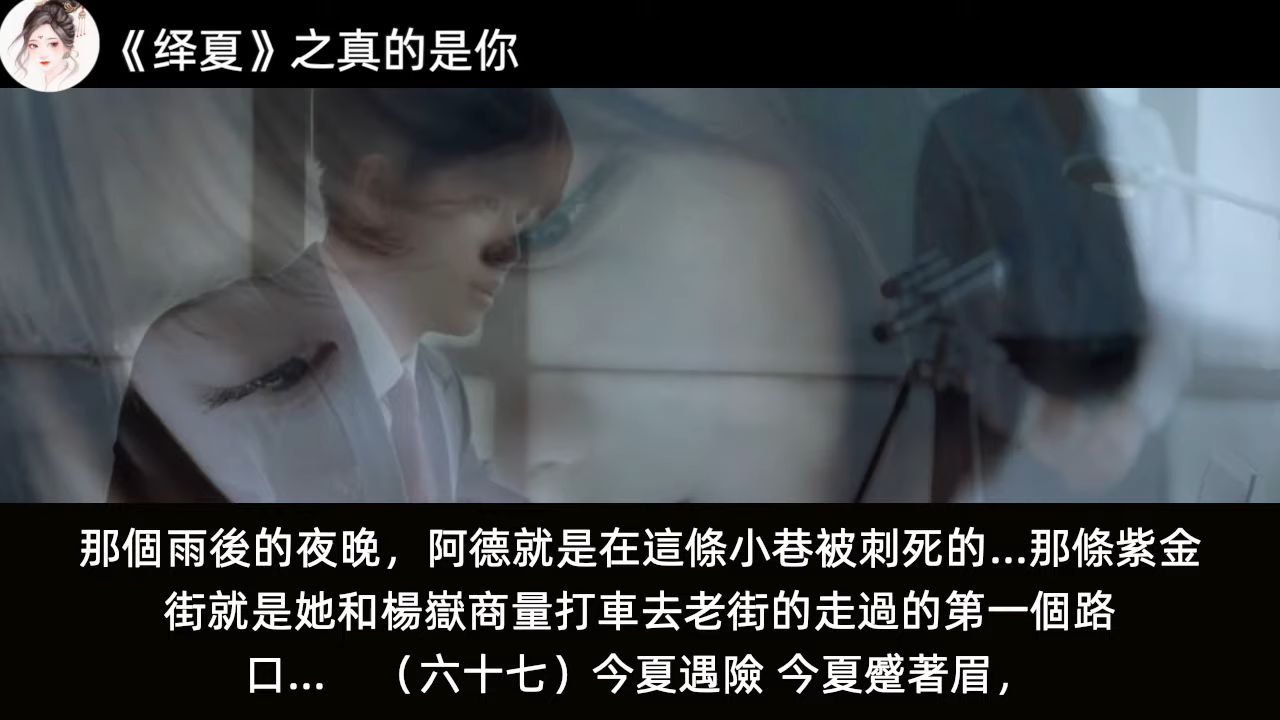 《绎夏》之真的是你
那個雨後的夜晚，阿德就是在這條小巷被刺死的...那條紫金
街就是她和楊嶽商量打車去老街的走過的第一個路
口... （六十七）今夏遇險 今夏蹙著眉，